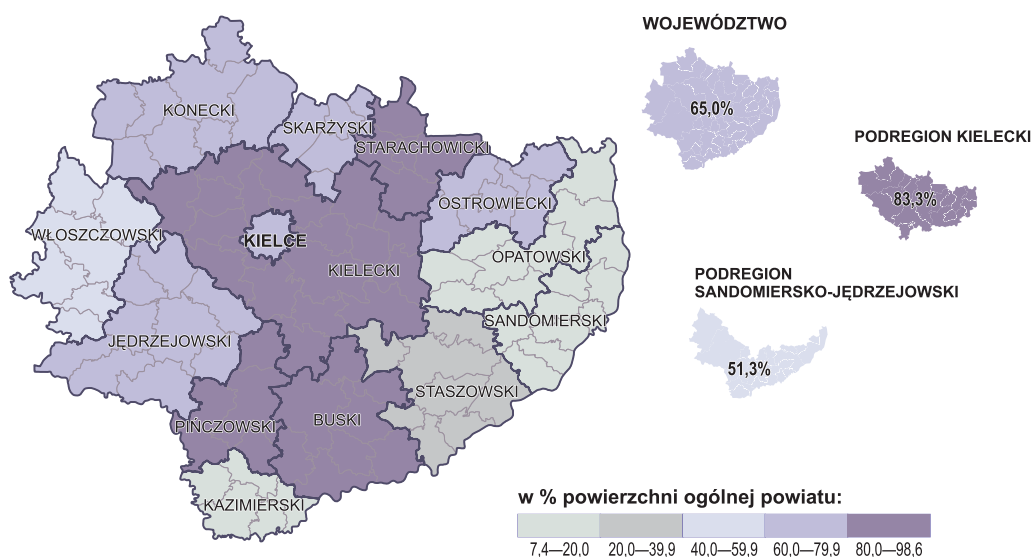 WOJEWÓDZTWO
65,0%
PODREGION KIELECKI
83,3%
PODREGION
SANDOMIERSKO-JĘDRZEJOWSKI
51,3%
KONECKI
SKARŻYSKI
STARACHOWICKI
OSTROWIECKI
WŁOSZCZOWSKI
KIELCE
OPATOWSKI
KIELECKI
SANDOMIERSKI
JĘDRZEJOWSKI
STASZOWSKI
PIŃCZOWSKI
BUSKI
KAZIMIERSKI
w % powierzchni ogólnej powiatu:
7,4—20,0 20,0—39,9 40,0—59,9 60,0—79,9 80,0—98,6